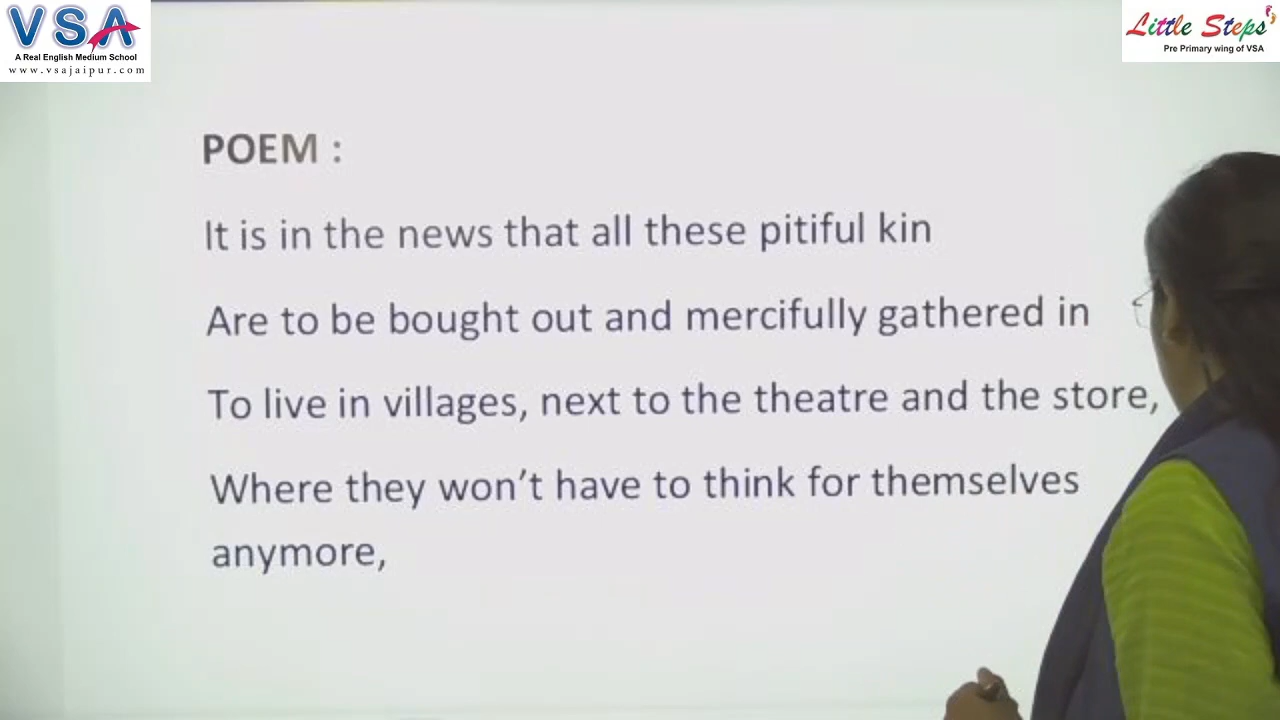 VSA
A Real English Medium School
www.vsajaipur.com
Little Steps
Pre Primary wing of VSA
POEM :
It is in the news that all these pitiful kin
Are to be bought out and mercifully gathered in
To live in villages, next to the theatre and the store,
Where they won’t have to think for themselves
anymore,